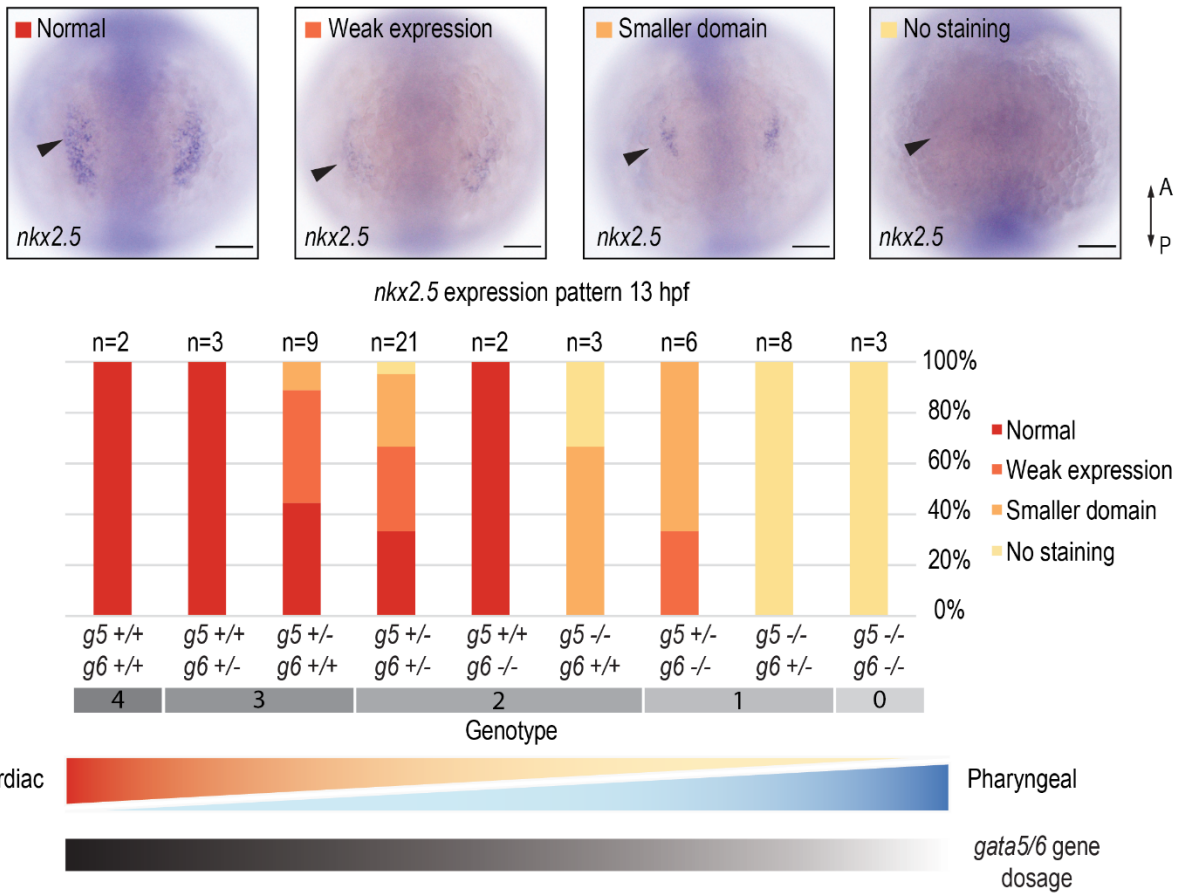 Normal
Weak expression
Smaller domain
No staining
nkx2.5
nkx2.5
nkx2.5
nkx2.5
A
P
nkx2.5 expression pattern 13 hpf
n=2 n=3 n=9 n=21 n=2 n=3 n=6 n=8 n=3
100%
80%
60%
40%
20%
0%
Normal
Weak expression
Smaller domain
No staining
g5 +/+ g5 +/+ g5 +/- g5 +/- g5 +/+ g5 -/- g5 +/- g5 -/- g5 -/-
g6 +/+ g6 +/- g6 +/+ g6 +/- g6 -/- g6 +/+ g6 -/- g6 +/- g6 -/-
4 3 2 1 0
Genotype
rdiac
Pharyngeal
gata5/6 gene
dosage